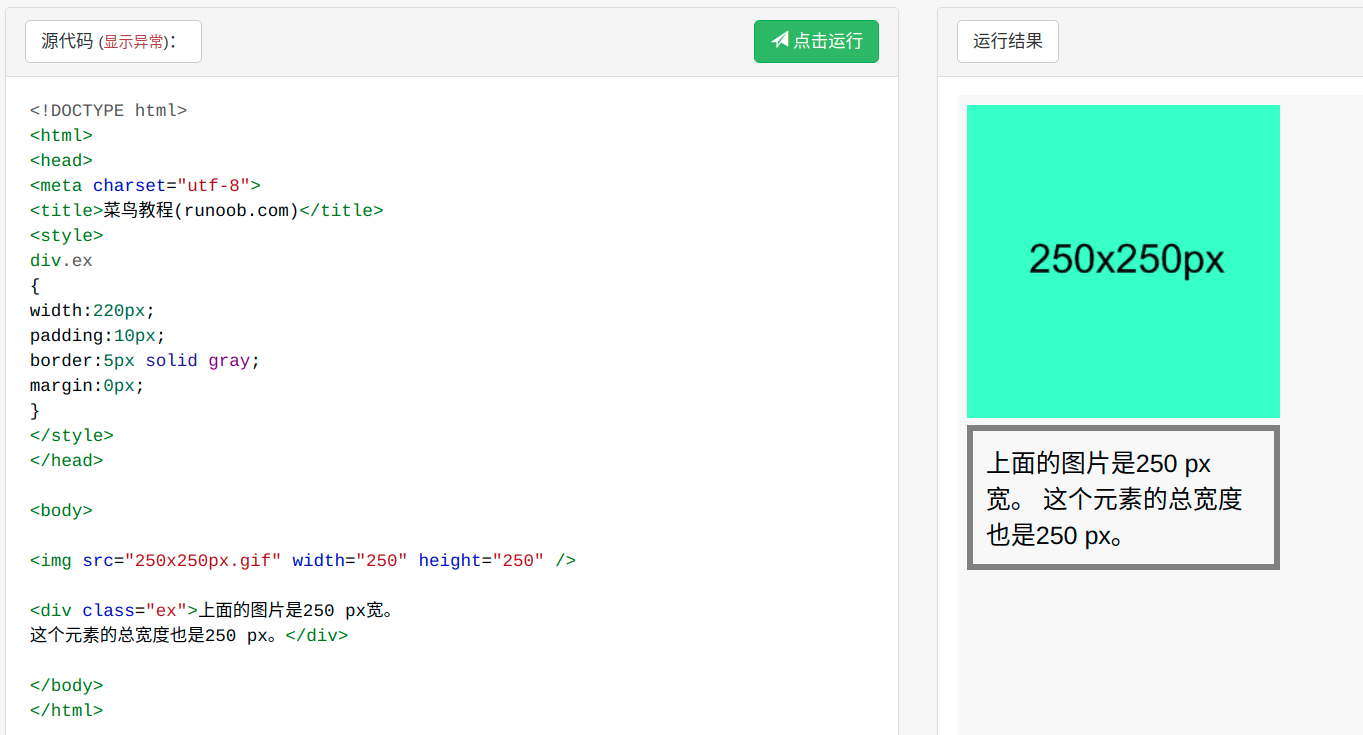 源代码 (显示异常)：
点击运行
<!DOCTYPE html>
<html>
<head>
<meta charset="utf-8">
<title>菜鸟教程(runoob.com)</title>
<style>
div.ex
{
width:220px;
padding:10px;
border:5px solid gray;
margin:0px;
}
</style>
</head>
<body>
<img src="250x250px.gif" width="250" height="250" />
<div class="ex">上面的图片是250 px宽。
这个元素的总宽度也是250 px。</div>
</body>
</html>
运行结果
250x250px
上面的图片是250 px
宽。 这个元素的总宽度
也是250 px。